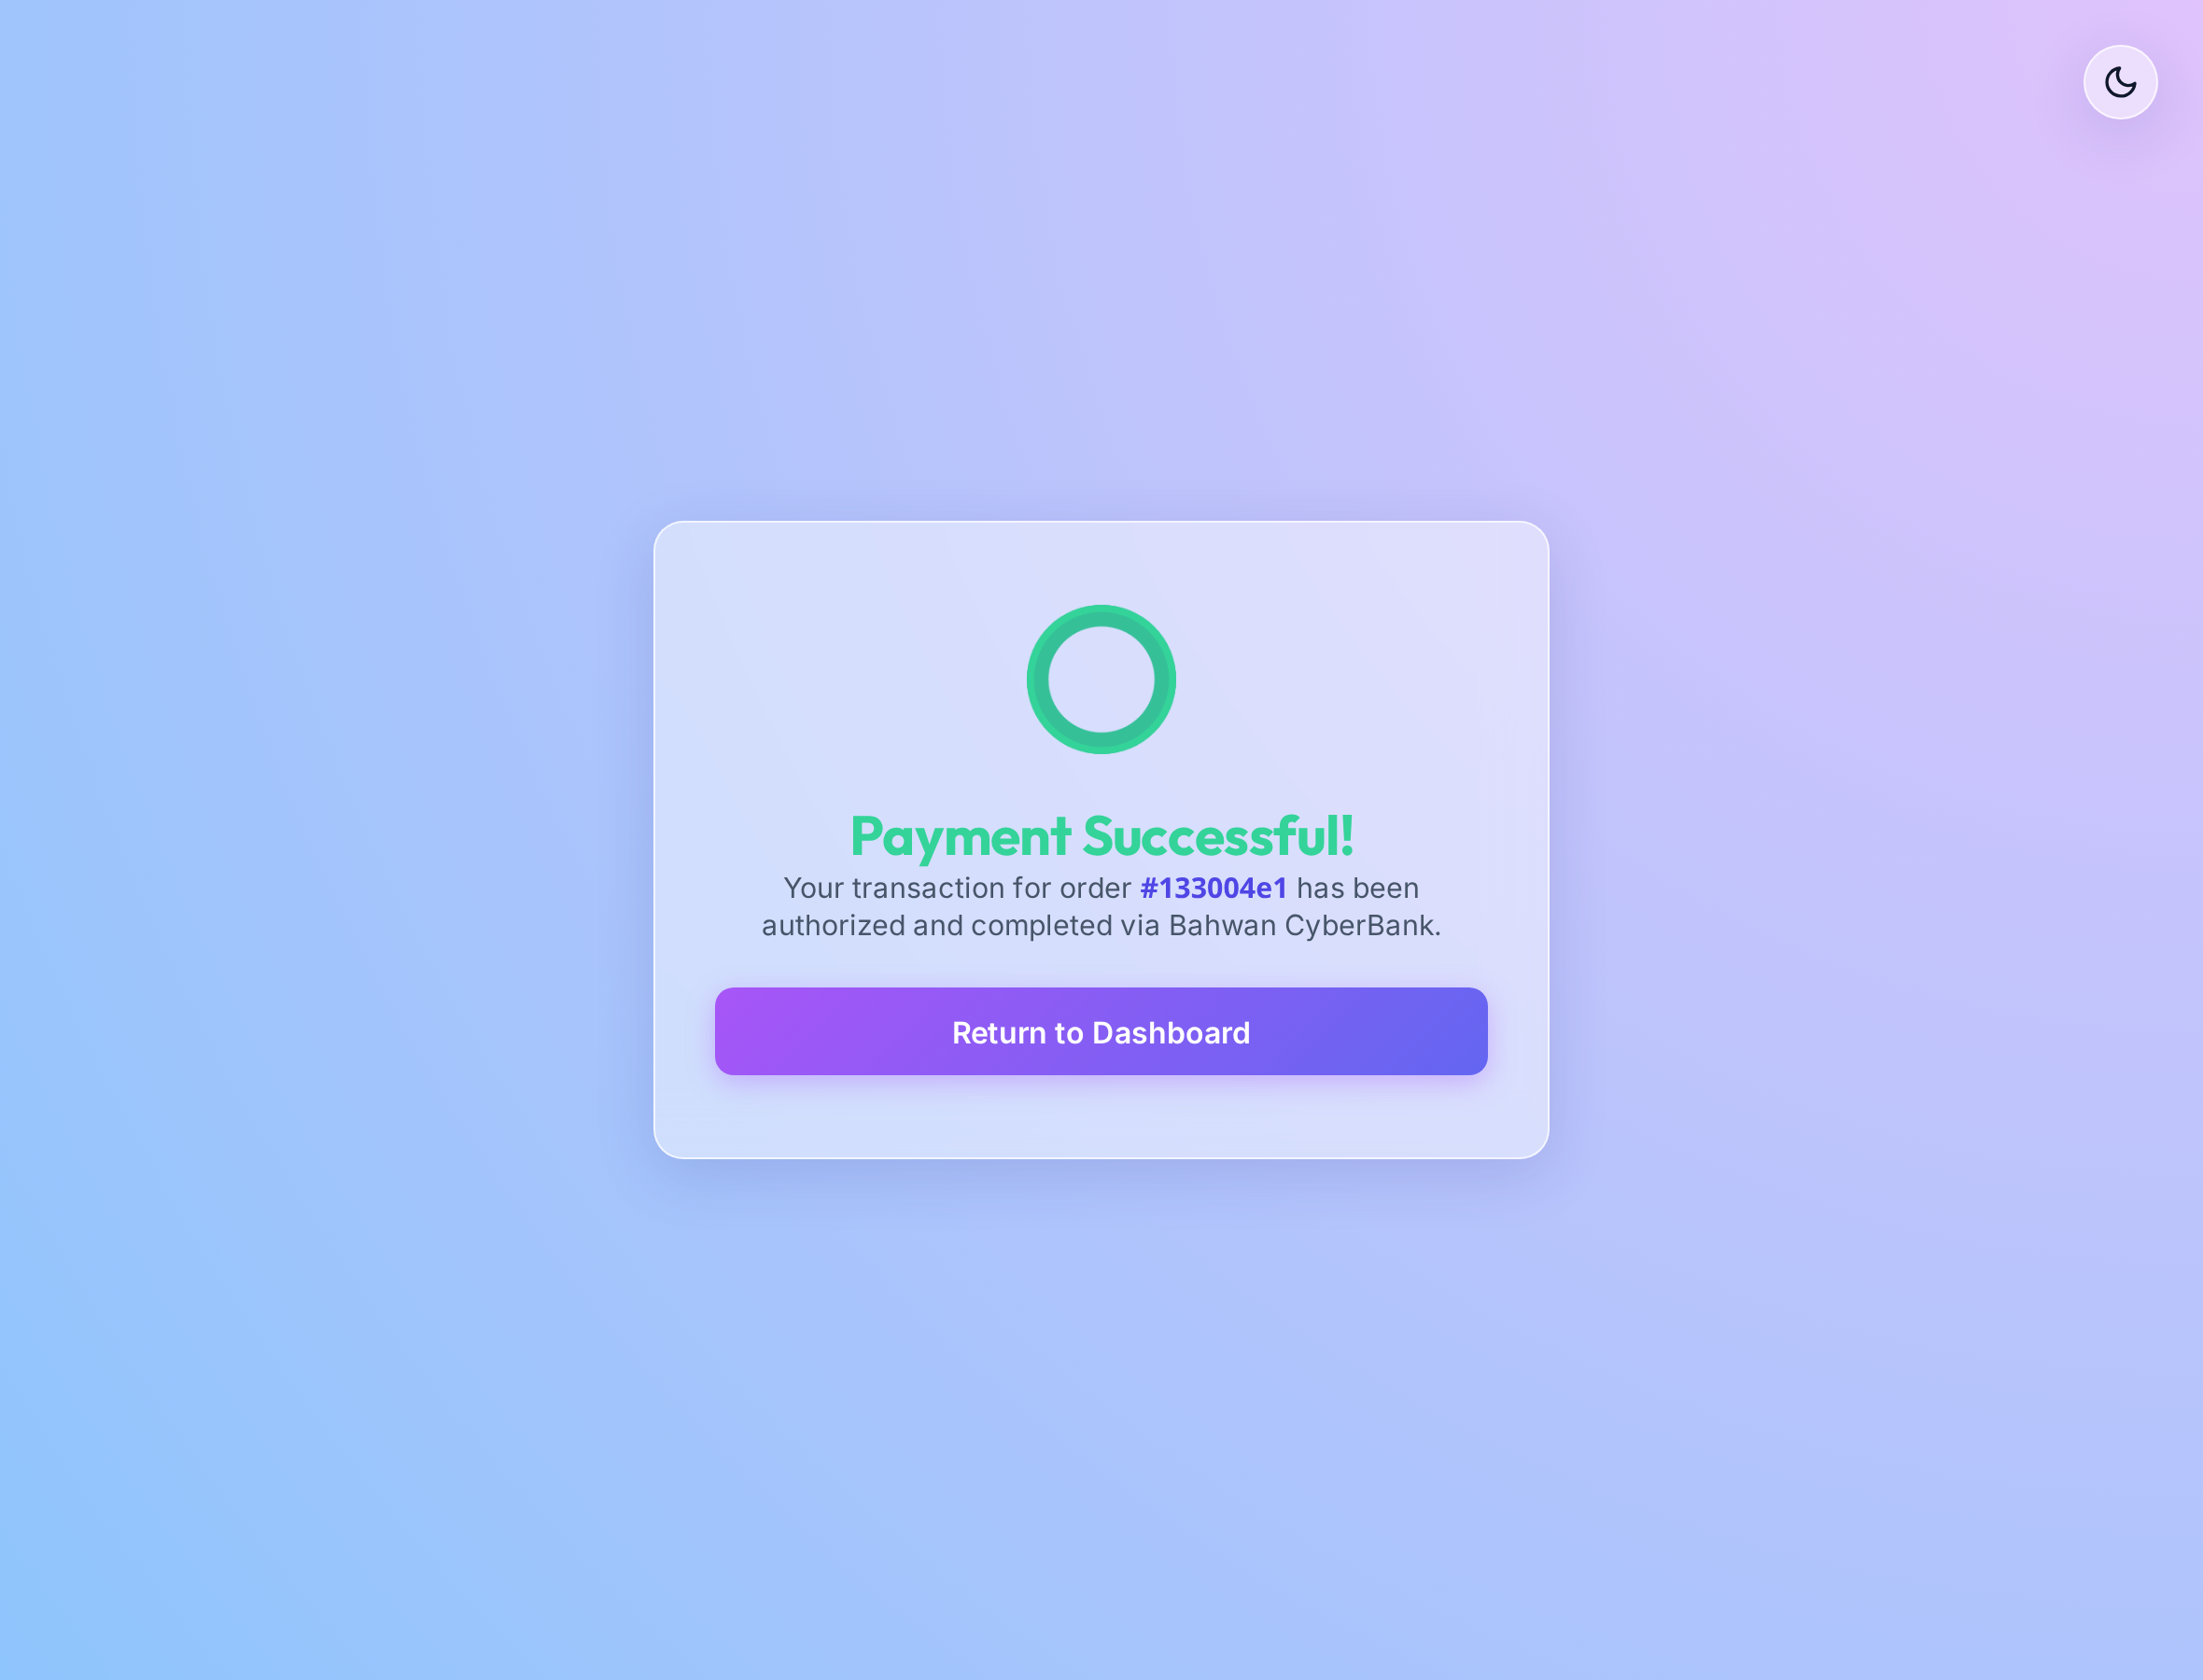 Payment Successful!
Your transaction for order #133004e1 has been
authorized and completed via Bahwan CyberBank.
Return to Dashboard